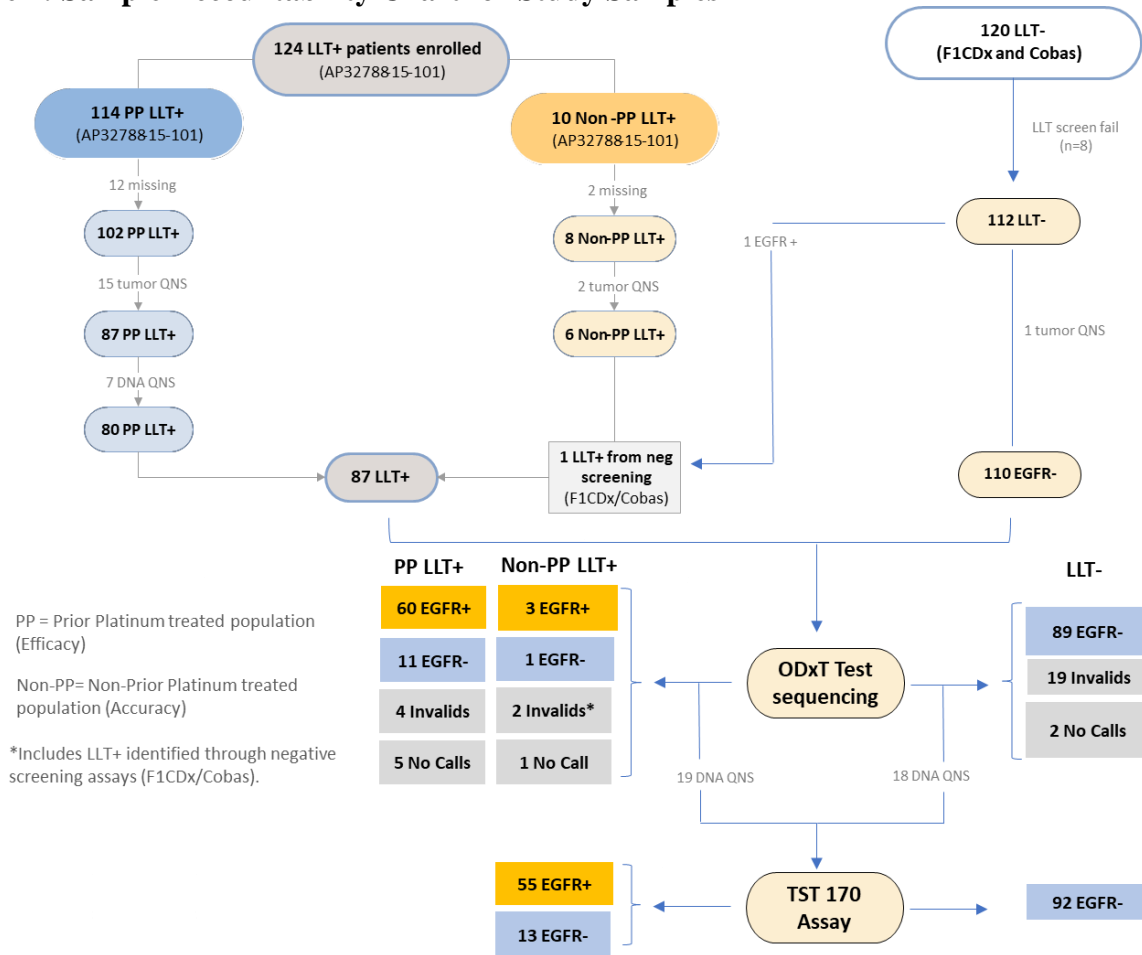 Sample Accountability Chart for Study Samples
124 LLT+ patients enrolled
(AP32788-15-101)
120 LLT-
(F1CDx and Cobas)
114 PP LLT+
(AP32788-15-101)
10 Non -PP LLT+
(AP32788-15-101)
LLT screen fail
(n=8)
12 missing
2 missing
102 PP LLT+
8 Non-PP LLT+
112 LLT-
1 EGFR +
15 tumor QNS
2 tumor QNS
87 PP LLT+
6 Non-PP LLT+
1 tumor QNS
7 DNA QNS
80 PP LLT+
87 LLT+
1 LLT+ from neg
screening
(F1CDx/Cobas)
110 EGFR-
PP LLT+
Non-PP LLT+
LLT-
60 EGFR+
3 EGFR+
11 EGFR-
1 EGFR-
4 Invalids
2 Invalids*
5 No Calls
1 No Call
ODxT Test
sequencing
89 EGFR-
19 Invalids
2 No Calls
PP = Prior Platinum treated population
(Efficacy)
Non-PP= Non-Prior Platinum treated
population (Accuracy)
*Includes LLT+ identified through negative
screening assays (F1CDx/Cobas).
19 DNA QNS
18 DNA QNS
55 EGFR+
13 EGFR-
TST 170
Assay
92 EGFR-